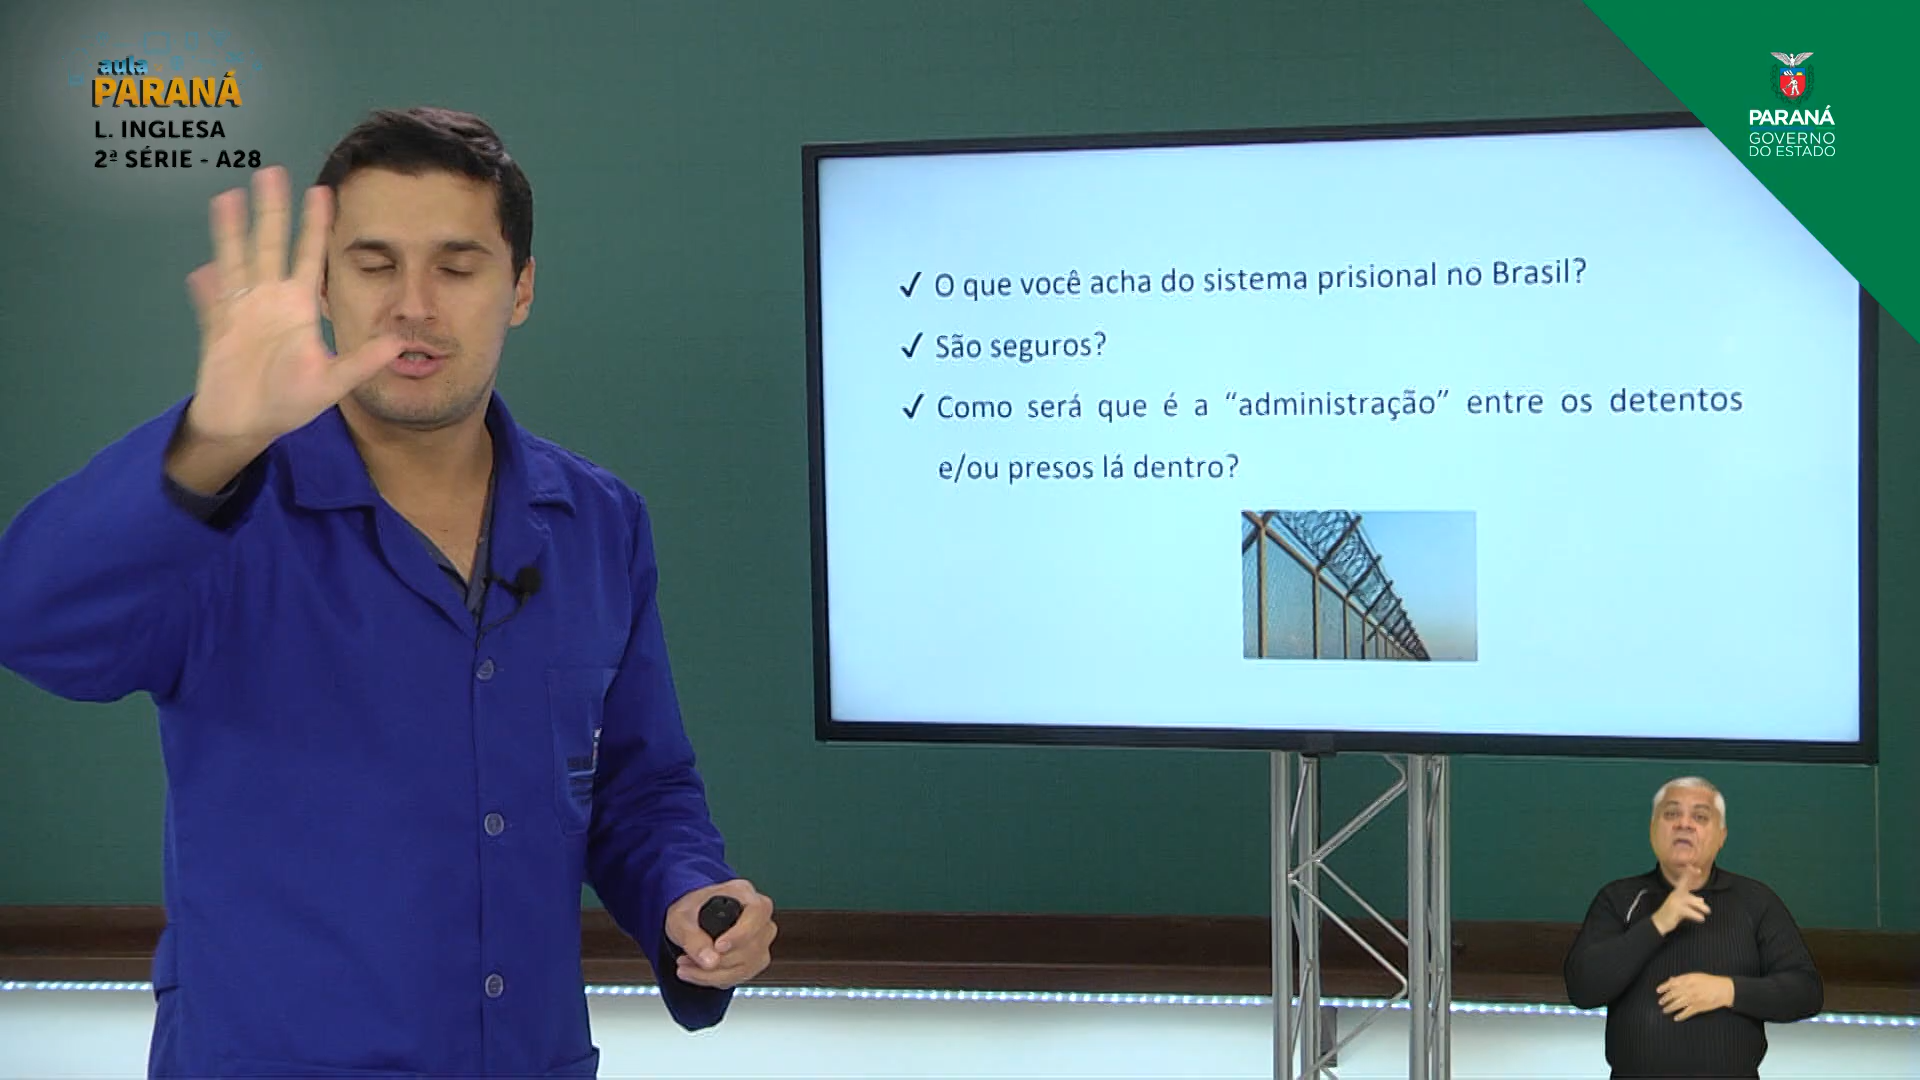 aula
PARANÁ
L. INGLESA
2ª SÉRIE - A28
PARANÁ
GOVERNO
DO ESTADO
✓ O que você acha do sistema prisional no Brasil?
✓ São seguros?
✓ Como será que é a “administração” entre os detentos
e/ou presos lá dentro?